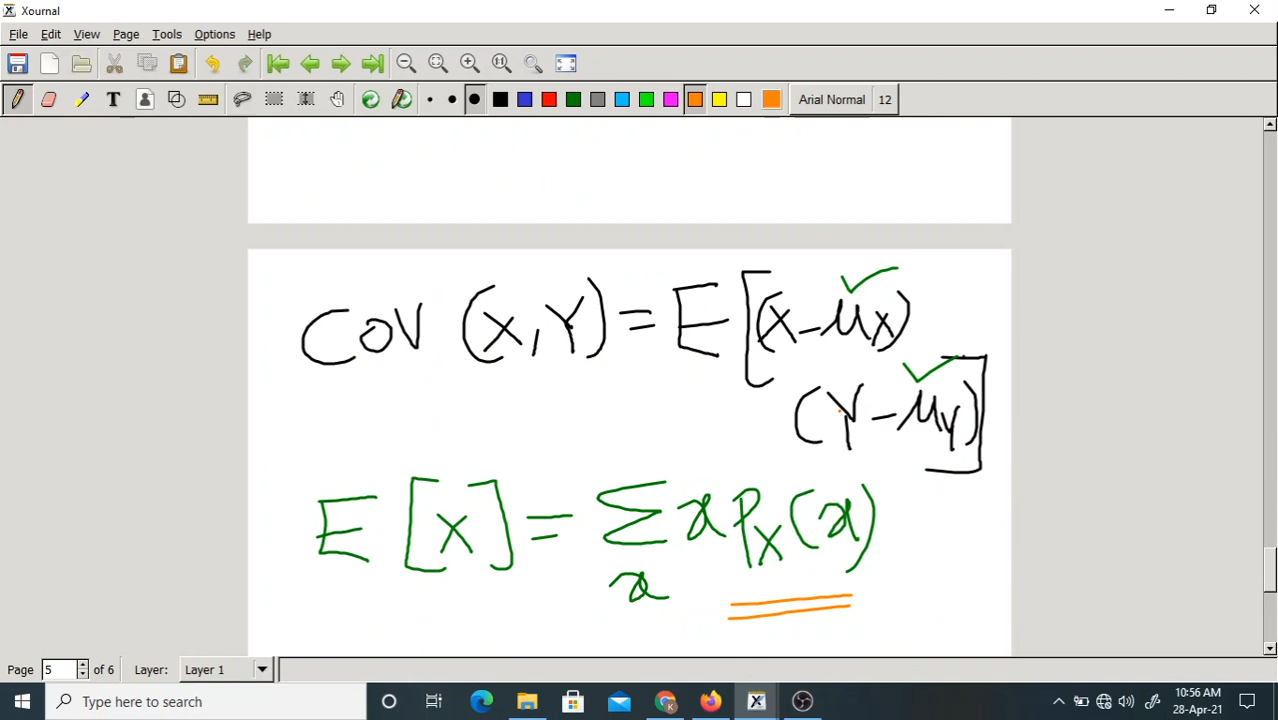 Xournal
File Edit View Page Tools Options Help
Arial Normal 12
COV (X,Y) = E[(X-μX)
(Y-μY)]
E[X] = Σ x pX(x)
x
Page 5 of 6 Layer: Layer 1
Type here to search
10:56 AM
28-Apr-21